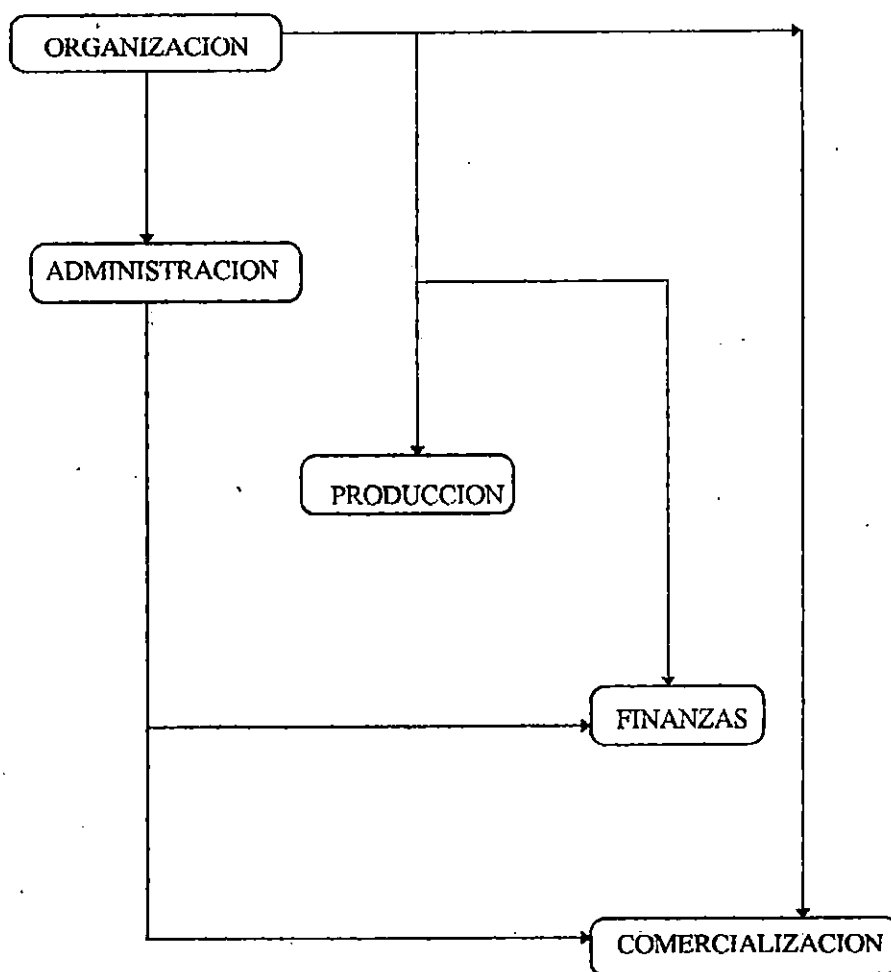 ORGANIZACION
ADMINISTRACION
PRODUCCION
FINANZAS
COMERCIALIZACION